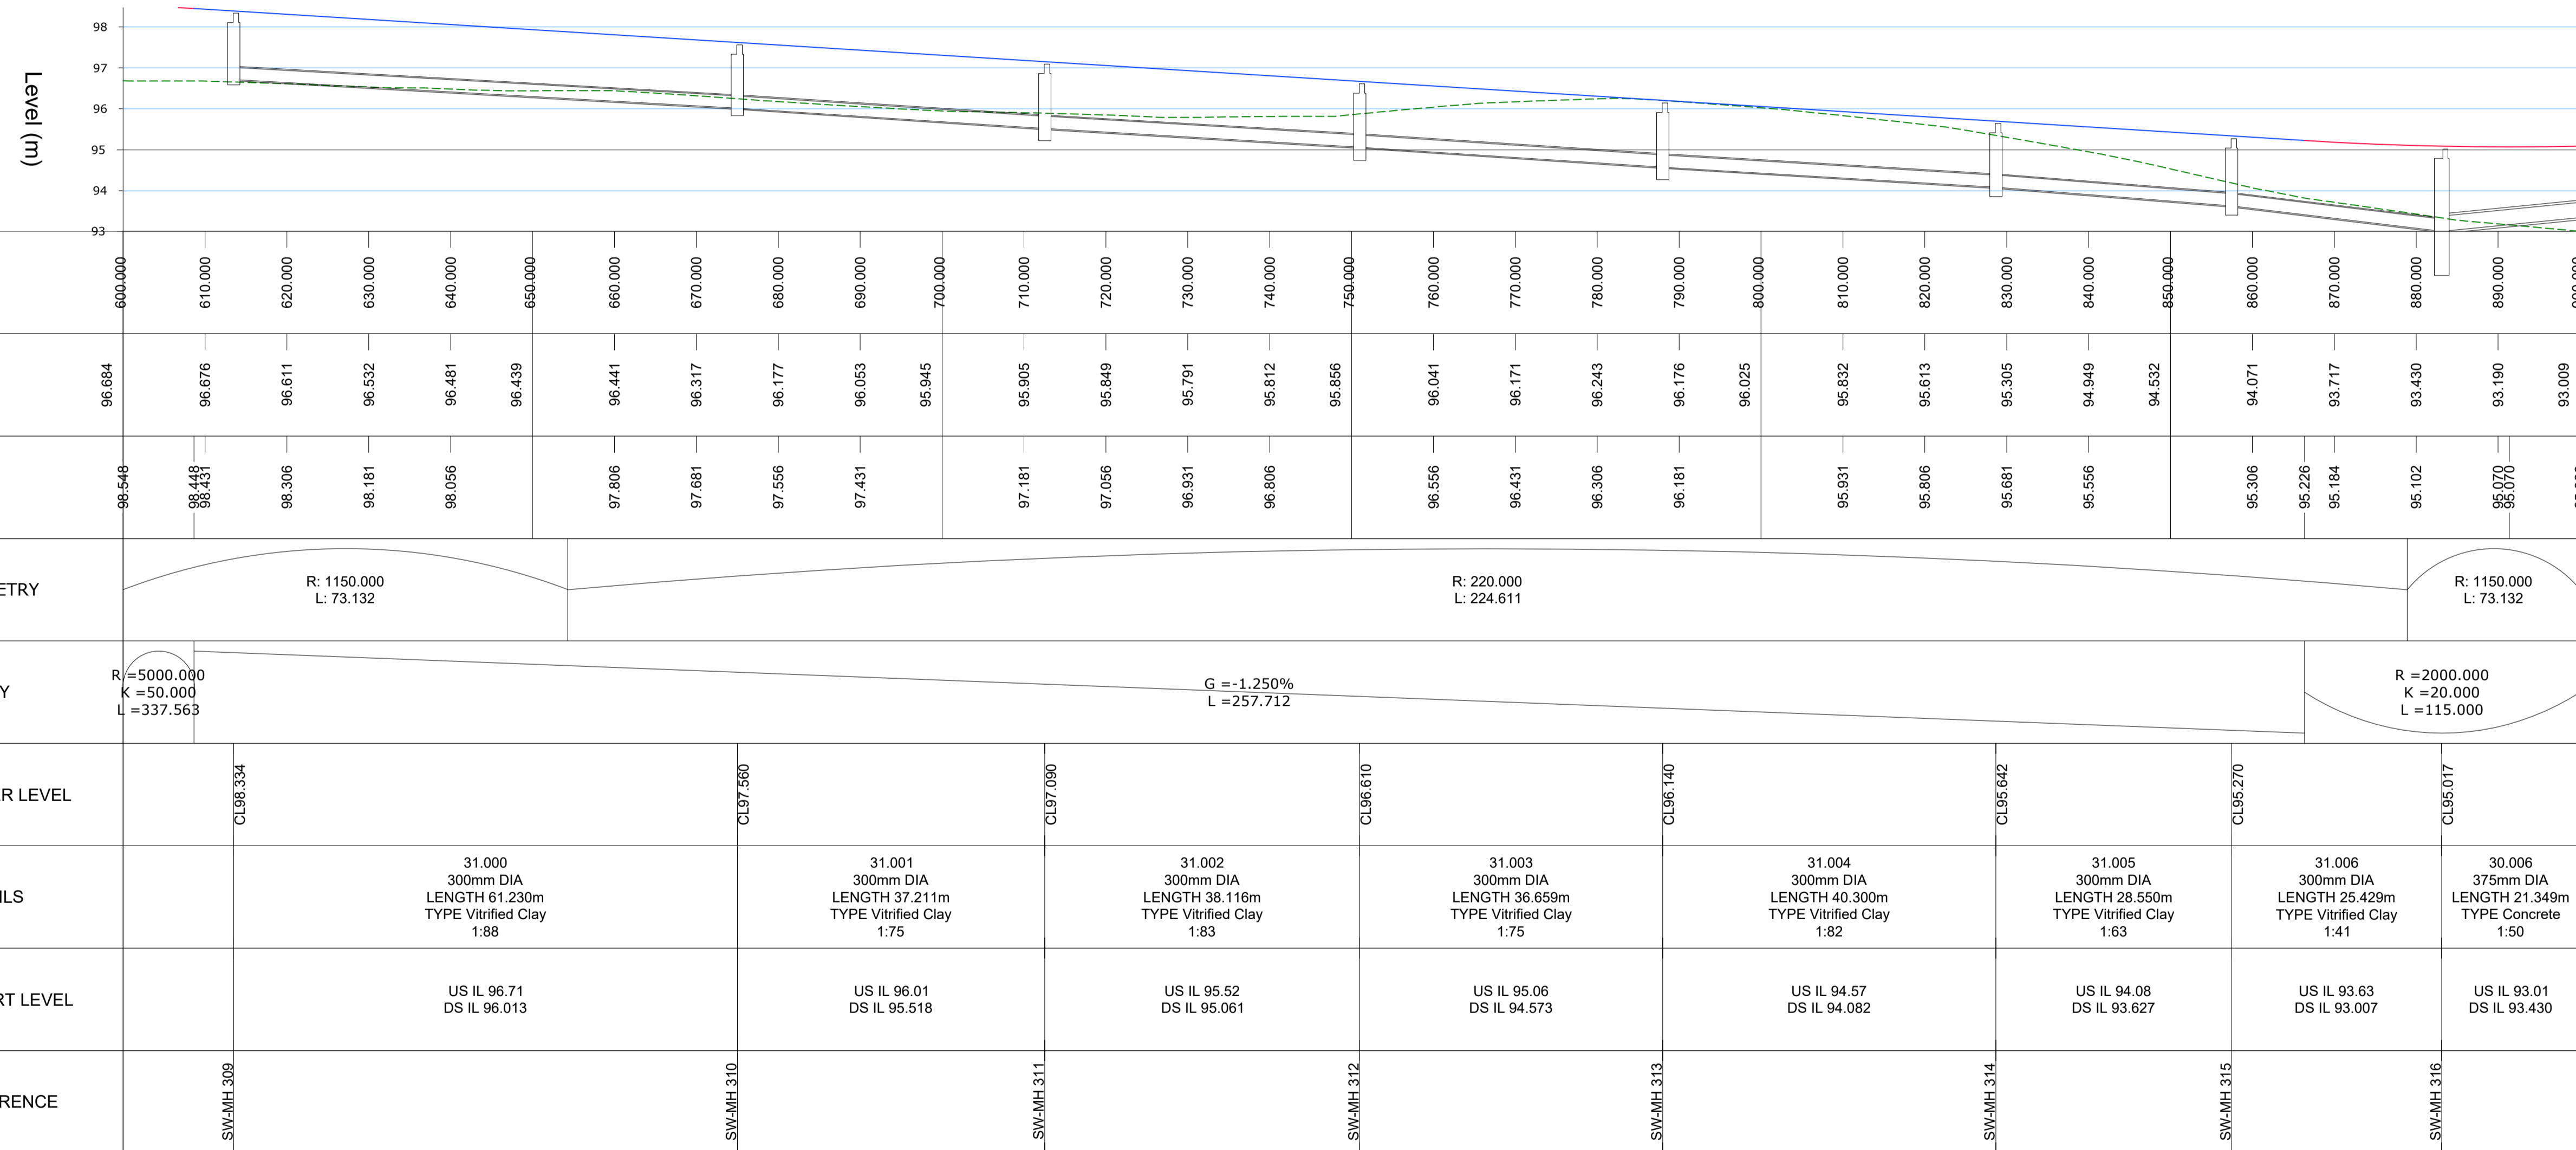 Level (m)
98
97
96
95
94
93
600.000
610.000
620.000
630.000
640.000
650.000
660.000
670.000
680.000
690.000
700.000
710.000
720.000
730.000
740.000
750.000
760.000
770.000
780.000
790.000
800.000
810.000
820.000
830.000
840.000
850.000
860.000
870.000
880.000
890.000
96.684
96.676
96.611
96.532
96.481
96.439
96.441
96.317
96.177
96.053
95.945
95.905
95.849
95.791
95.812
95.856
96.041
96.171
96.243
96.176
96.025
95.832
95.613
95.305
94.949
94.532
94.071
93.717
93.430
93.190
93.009
98.548
98.448
98.431
98.306
98.181
98.056
97.806
97.681
97.556
97.431
97.181
97.056
96.931
96.806
96.556
96.431
96.306
96.181
95.931
95.806
95.681
95.556
95.306
95.226
95.184
95.102
95.070
95.070
ETRY
R: 1150.000
L: 73.132
R: 220.000
L: 224.611
R: 1150.000
L: 73.132
Y
R =5000.000
K =50.000
L =337.563
G =-1.250%
L =257.712
R =2000.000
K =20.000
L =115.000
R LEVEL
CL98.334
CL97.560
CL97.090
CL96.610
CL96.140
CL95.642
CL95.270
CL95.017
ILS
31.000
300mm DIA
LENGTH 61.230m
TYPE Vitrified Clay
1:88
31.001
300mm DIA
LENGTH 37.211m
TYPE Vitrified Clay
1:75
31.002
300mm DIA
LENGTH 38.116m
TYPE Vitrified Clay
1:83
31.003
300mm DIA
LENGTH 36.659m
TYPE Vitrified Clay
1:75
31.004
300mm DIA
LENGTH 40.300m
TYPE Vitrified Clay
1:82
31.005
300mm DIA
LENGTH 28.550m
TYPE Vitrified Clay
1:63
31.006
300mm DIA
LENGTH 25.429m
TYPE Vitrified Clay
1:41
30.006
375mm DIA
LENGTH 21.349m
TYPE Concrete
1:50
RT LEVEL
US IL 96.71
DS IL 96.013
US IL 96.01
DS IL 95.518
US IL 95.52
DS IL 95.061
US IL 95.06
DS IL 94.573
US IL 94.57
DS IL 94.082
US IL 94.08
DS IL 93.627
US IL 93.63
DS IL 93.007
US IL 93.01
DS IL 93.430
RENCE
SW-MH 309
SW-MH 310
SW-MH 311
SW-MH 312
SW-MH 313
SW-MH 314
SW-MH 315
SW-MH 316